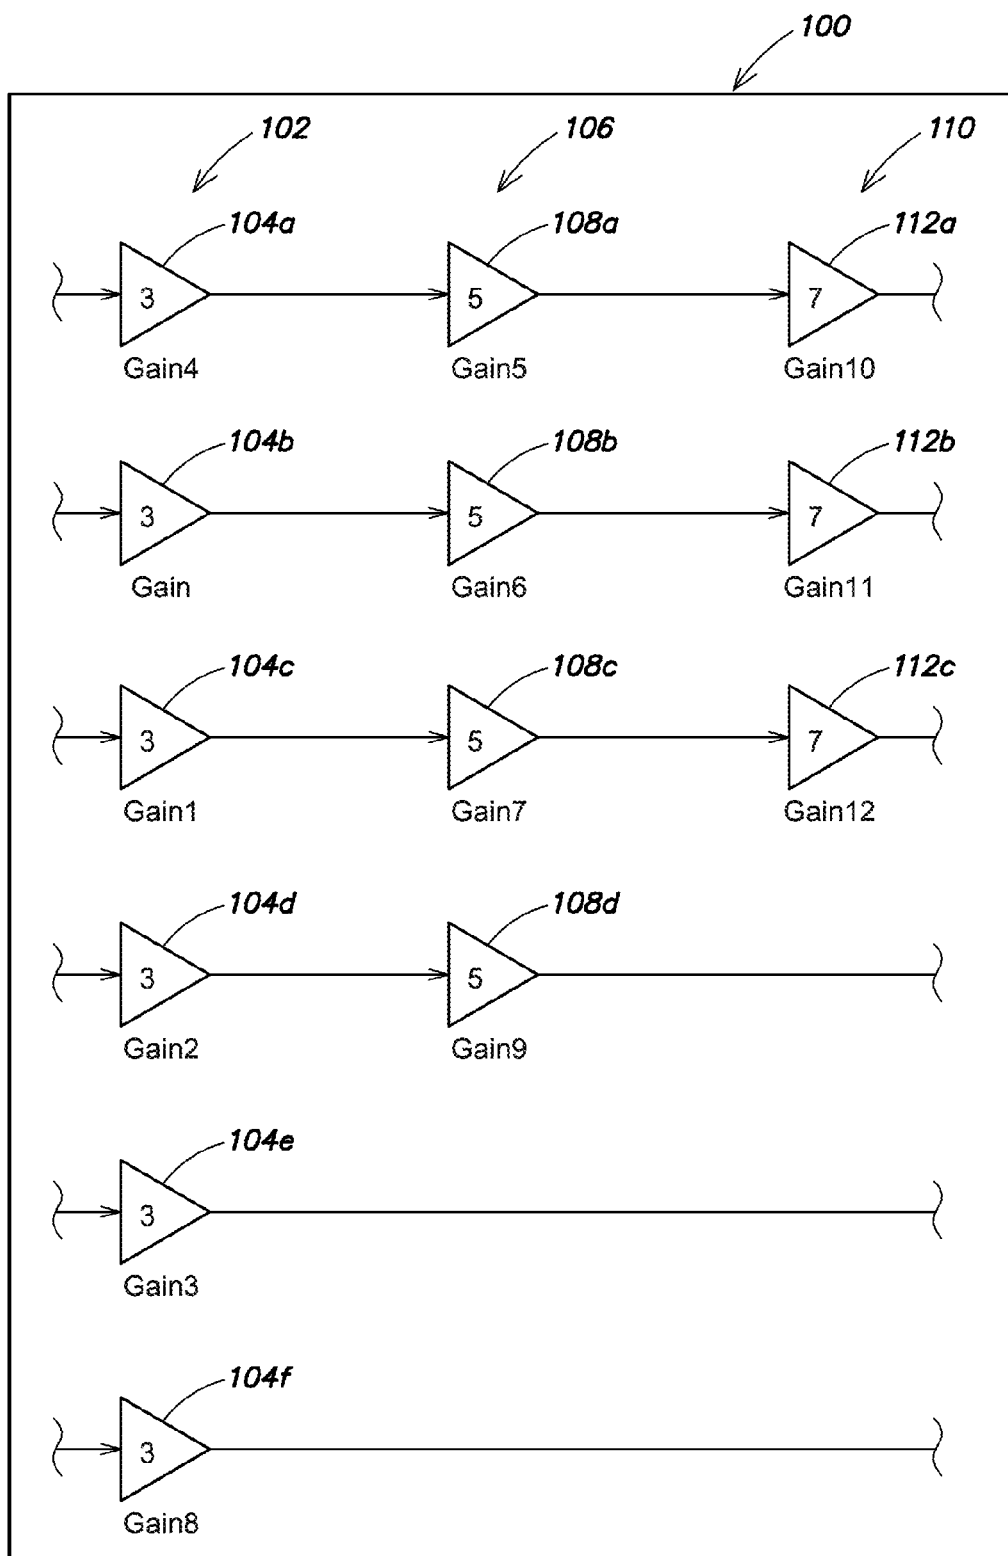 100
102 106 110
104a 108a 112a
3 5 7
Gain4 Gain5 Gain10
104b 108b 112b
3 5 7
Gain Gain6 Gain11
104c 108c 112c
3 5 7
Gain1 Gain7 Gain12
104d 108d
3 5
Gain2 Gain9
104e
3
Gain3
104f
3
Gain8